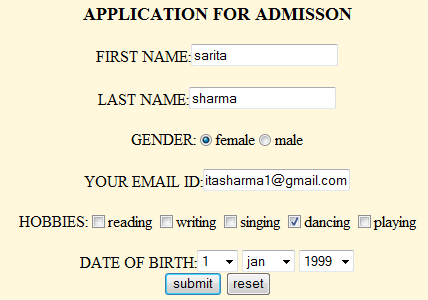 APPLICATION FOR ADMISSON
FIRST NAME: sarita
LAST NAME: sharma
GENDER: female male
YOUR EMAIL ID: itasharma1@gmail.com
HOBBIES: reading writing singing dancing playing
DATE OF BIRTH: 1 jan 1999
submit reset